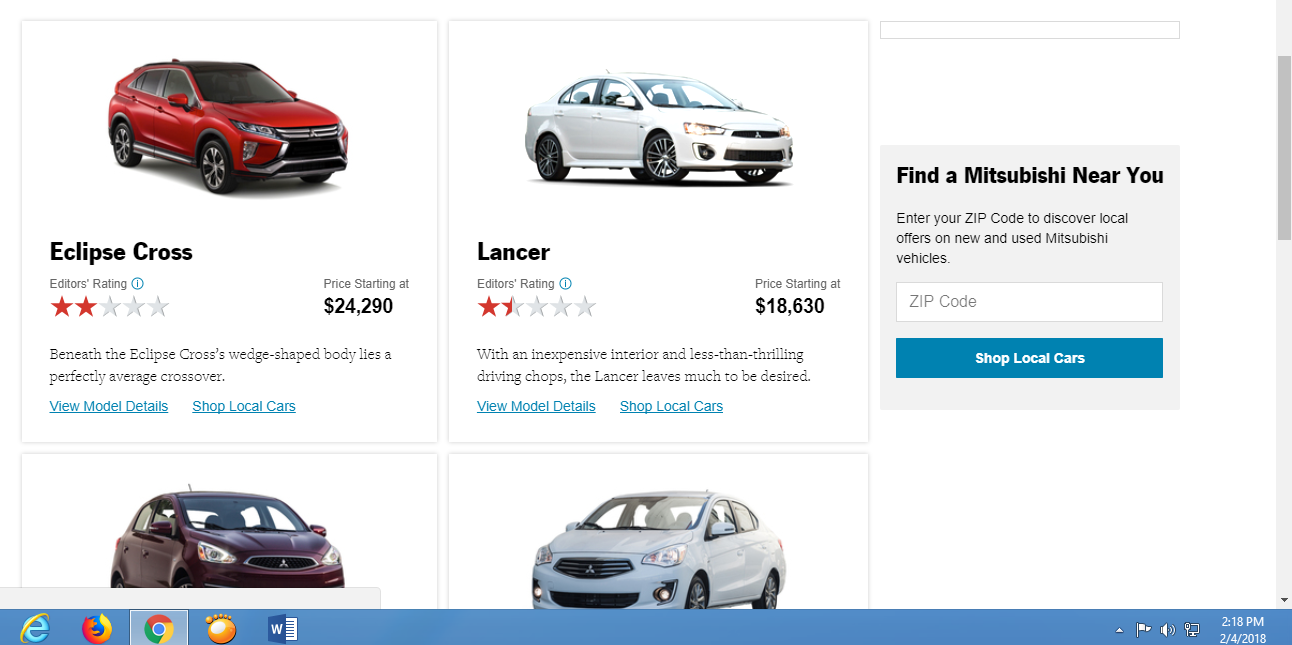 Eclipse Cross
Editors' Rating
Price Starting at
$24,290
Beneath the Eclipse Cross’s wedge-shaped body lies a
perfectly average crossover.
View Model Details
Shop Local Cars
Lancer
Editors' Rating
Price Starting at
$18,630
With an inexpensive interior and less-than-thrilling
driving chops, the Lancer leaves much to be desired.
View Model Details
Shop Local Cars
Find a Mitsubishi Near You
Enter your ZIP Code to discover local
offers on new and used Mitsubishi
vehicles.
ZIP Code
Shop Local Cars
2:18 PM
2/4/2018